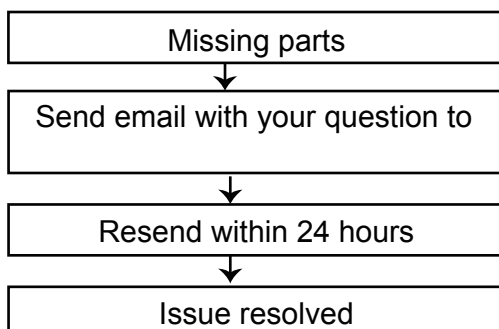 Missing parts
Send email with your question to
Resend within 24 hours
Issue resolved